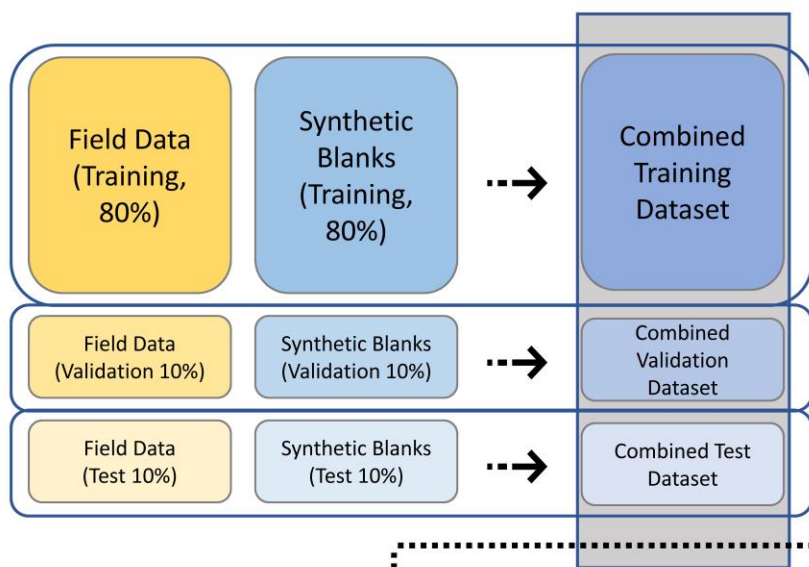 Field Data
(Training,
80%)
Synthetic
Blanks
(Training,
80%)
Combined
Training
Dataset
Field Data
(Validation 10%)
Synthetic Blanks
(Validation 10%)
Combined
Validation
Dataset
Field Data
(Test 10%)
Synthetic Blanks
(Test 10%)
Combined Test
Dataset